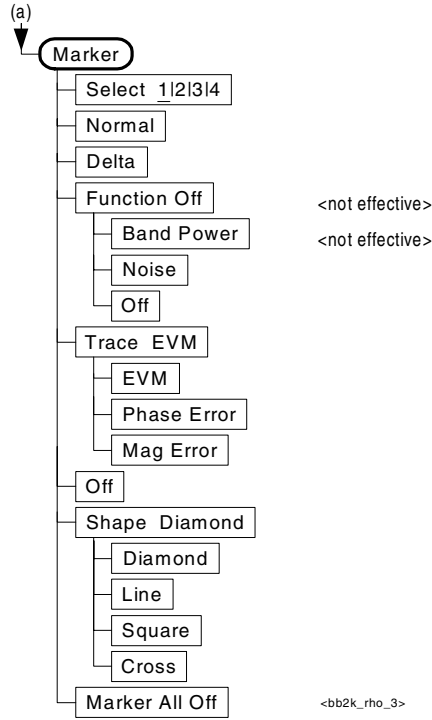 (a)
Marker
Select 1|2|3|4
Normal
Delta
Function Off <not effective>
Band Power <not effective>
Noise
Off
Trace EVM
EVM
Phase Error
Mag Error
Off
Shape Diamond
Diamond
Line
Square
Cross
Marker All Off <bb2k_rho_3>